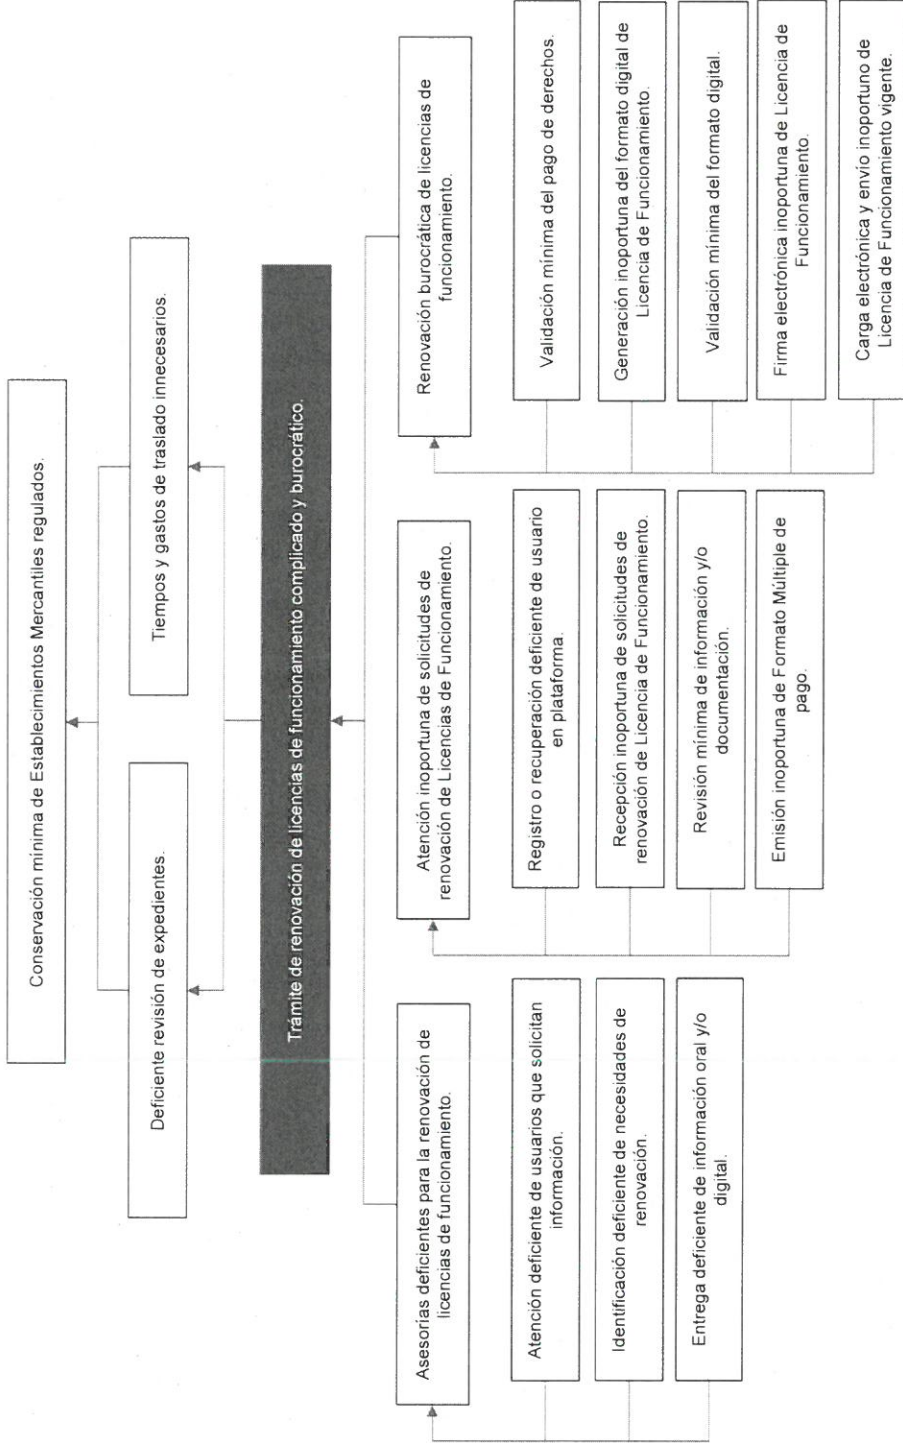 Conservación mínima de Establecimientos Mercantiles regulados.
Deficiente revisión de expedientes.
Tiempos y gastos de traslado innecesarios.
Trámite de renovación de licencias de funcionamiento complicado y burocrático.
Asesorías deficientes para la renovación de
licencias de funcionamiento.
Atención deficiente de usuarios que solicitan
información.
Identificación deficiente de necesidades de
renovación.
Entrega deficiente de información oral y/o
digital.
Atención inoportuna de solicitudes de
renovación de Licencias de Funcionamiento.
Registro o recuperación deficiente de usuario
en plataforma.
Recepción inoportuna de solicitudes de
renovación de Licencia de Funcionamiento.
Revisión mínima de información y/o
documentación.
Emisión inoportuna de Formato Múltiple de
pago.
Renovación burocrática de licencias de
funcionamiento.
Validación mínima del pago de derechos.
Generación inoportuna del formato digital de
Licencia de Funcionamiento.
Validación mínima del formato digital.
Firma electrónica inoportuna de Licencia de
Funcionamiento.
Carga electrónica y envío inoportuno de
Licencia de Funcionamiento vigente.